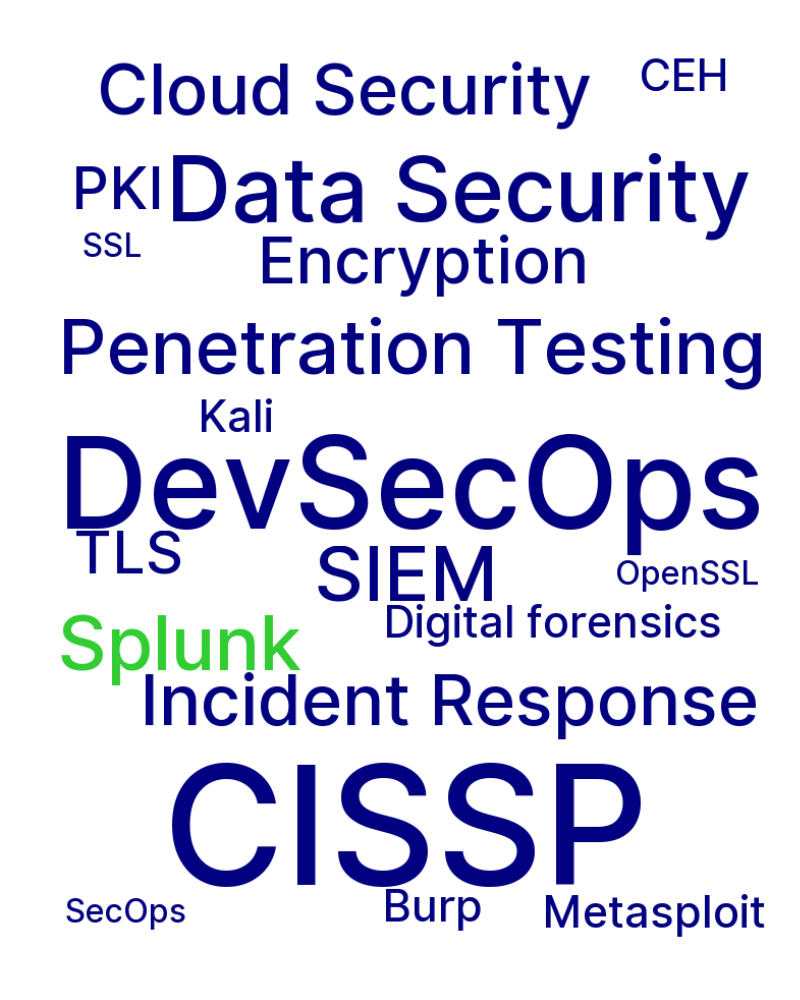 Cloud Security
CEH
PKI
Data Security
SSL
Encryption
Penetration Testing
Kali
DevSecOps
TLS
SIEM
OpenSSL
Splunk
Digital forensics
Incident Response
CISSP
SecOps
Burp
Metasploit